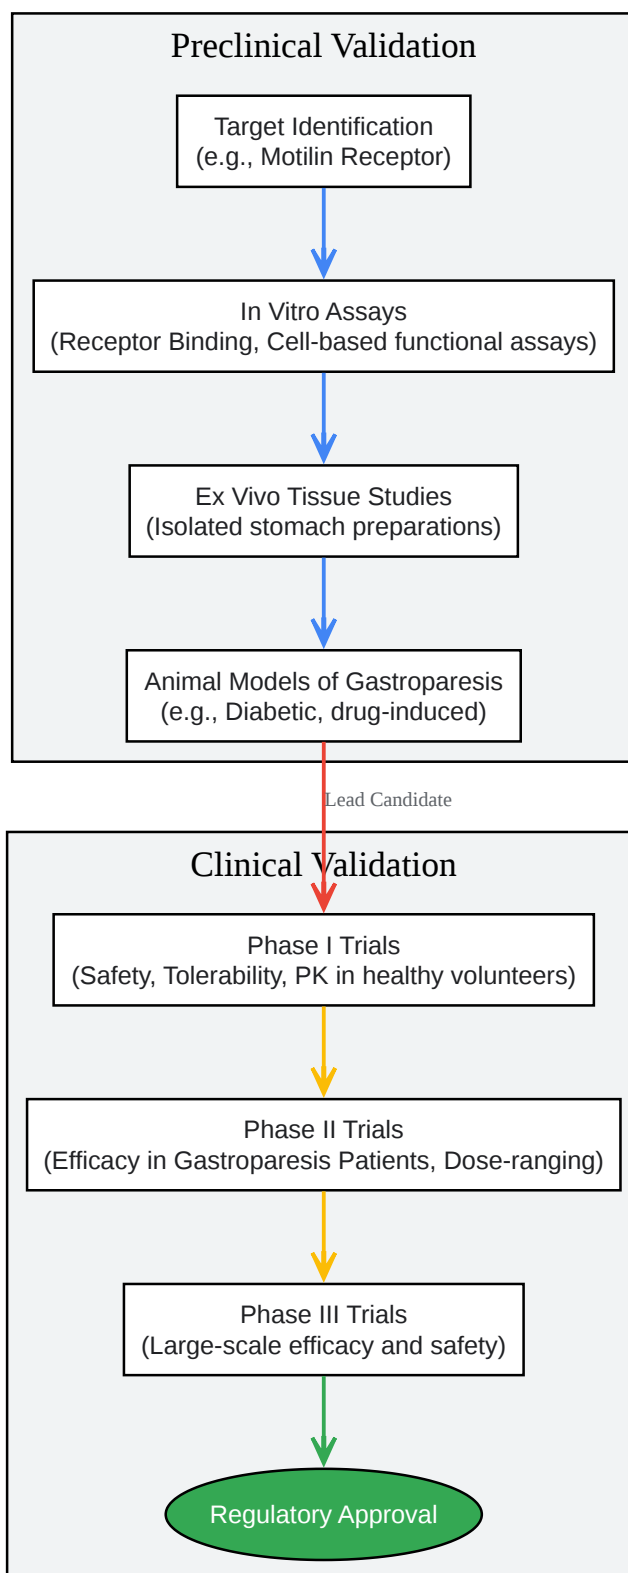 Preclinical Validation
Target Identification
(e.g., Motilin Receptor)
In Vitro Assays
(Receptor Binding, Cell-based functional assays)
Ex Vivo Tissue Studies
(Isolated stomach preparations)
Animal Models of Gastroparesis
(e.g., Diabetic, drug-induced)
Lead Candidate
Clinical Validation
Phase I Trials
(Safety, Tolerability, PK in healthy volunteers)
Phase II Trials
(Efficacy in Gastroparesis Patients, Dose-ranging)
Phase III Trials
(Large-scale efficacy and safety)
Regulatory Approval